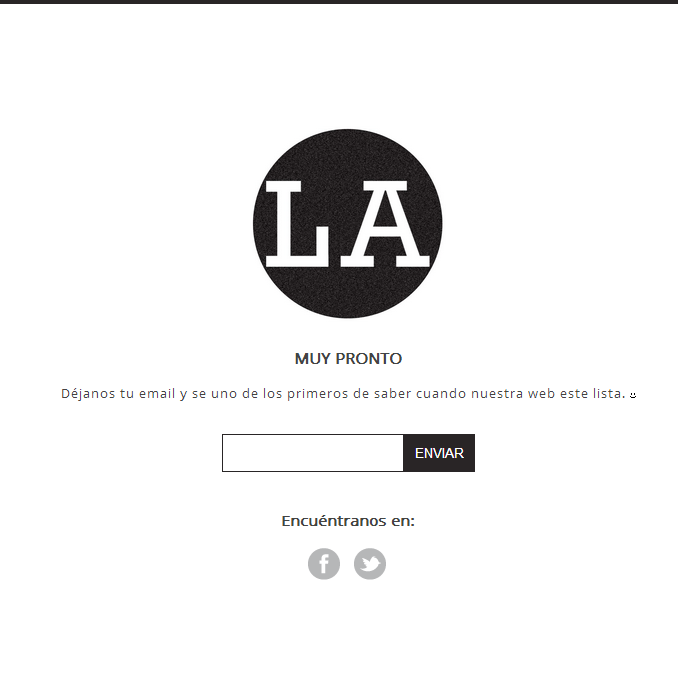 LA
MUY PRONTO
Déjanos tu email y se uno de los primeros de saber cuando nuestra web este lista.
ENVIAR
Encuéntranos en: